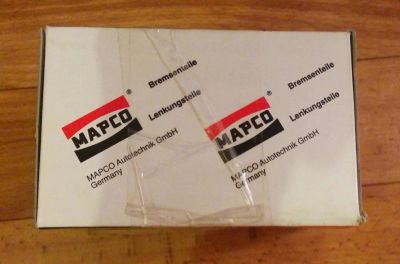 Bremsenteile
Lenkungsteile
MAPCO ®
MAPCO Autotechnik GmbH
Germany
Bremsenteile
Lenkungsteile
MAPCO ®
MAPCO Autotechnik GmbH
Germany